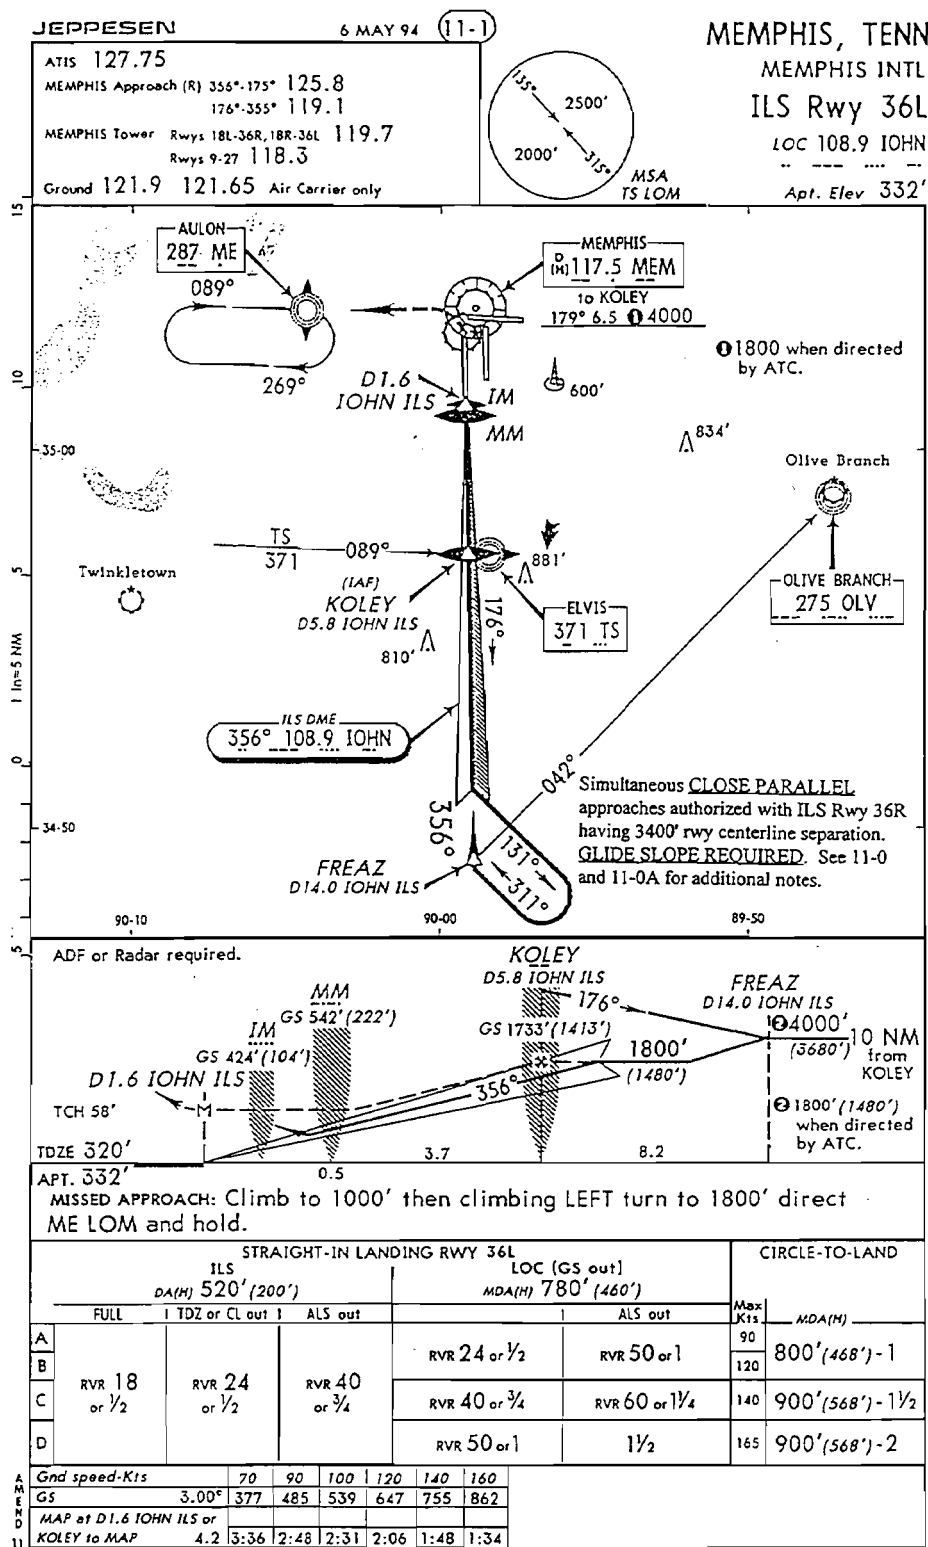 JEPPESEN 6 MAY 94 11-1
MEMPHIS, TENN
MEMPHIS INTL
ILS Rwy 36L
LOC 108.9 IOHN
Apt. Elev 332'
ATIS 127.75
MEMPHIS Approach (R) 356°-175° 125.8
176°-355° 119.1
MEMPHIS Tower Rwys 18L-36R, 18R-36L 119.7
Rwys 9-27 118.3
Ground 121.9 121.65 Air Carrier only
135°
2500'
2000'
315°
MSA
TS LOM
15
AULON
287 ME
089°
269°
MEMPHIS
D
(H) 117.5 MEM
to KOLEY
179° 6.5 1 4000
1 1800 when directed
by ATC.
10
D1.6
IOHN ILS
IM
MM
600'
834'
35-00
Olive Branch
TS
371
089°
881'
5
Twinkletown
(IAF)
KOLEY
D5.8 IOHN ILS
176°
ELVIS
371 TS
OLIVE BRANCH
275 OLV
810'
1 In=5 NM
ILS DME
356° 108.9 IOHN
0
042°
Simultaneous CLOSE PARALLEL
approaches authorized with ILS Rwy 36R
having 3400' rwy centerline separation.
GLIDE SLOPE REQUIRED. See 11-0
and 11-0A for additional notes.
34-50
356°
FREAZ
D14.0 IOHN ILS
131°
311°
90-10 90-00 89-50
5
ADF or Radar required.
KOLEY
D5.8 IOHN ILS
FREAZ
D14.0 IOHN ILS
MM
GS 542' (222')
176°
2 4000'
(3680')
10 NM
from
KOLEY
IM
GS 424' (104')
GS 1733' (1413')
1800'
(1480')
D1.6 IOHN ILS
356°
TCH 58'
M
2 1800' (1480')
when directed
by ATC.
TDZE 320'
3.7 8.2
APT. 332'
0.5
MISSED APPROACH: Climb to 1000' then climbing LEFT turn to 1800' direct
ME LOM and hold.
STRAIGHT-IN LANDING RWY 36L CIRCLE-TO-LAND
ILS LOC (GS out)
DA(H) 520' (200') MDA(H) 780' (460')
FULL TDZ or CL out ALS out ALS out Max Kts MDA(H)
A 90
B RVR 24 or ½ RVR 50 or 1 120 800' (468') - 1
C RVR 18 or ½ RVR 24 or ½ RVR 40 or ¾ RVR 40 or ¾ RVR 60 or 1¼ 140 900' (568') - 1½
D RVR 50 or 1 1½ 165 900' (568') - 2
Gnd speed-Kts 70 90 100 120 140 160
GS 3.00° 377 485 539 647 755 862
MAP at D1.6 IOHN ILS or
KOLEY to MAP 4.2 3:36 2:48 2:31 2:06 1:48 1:34
AMEND 11